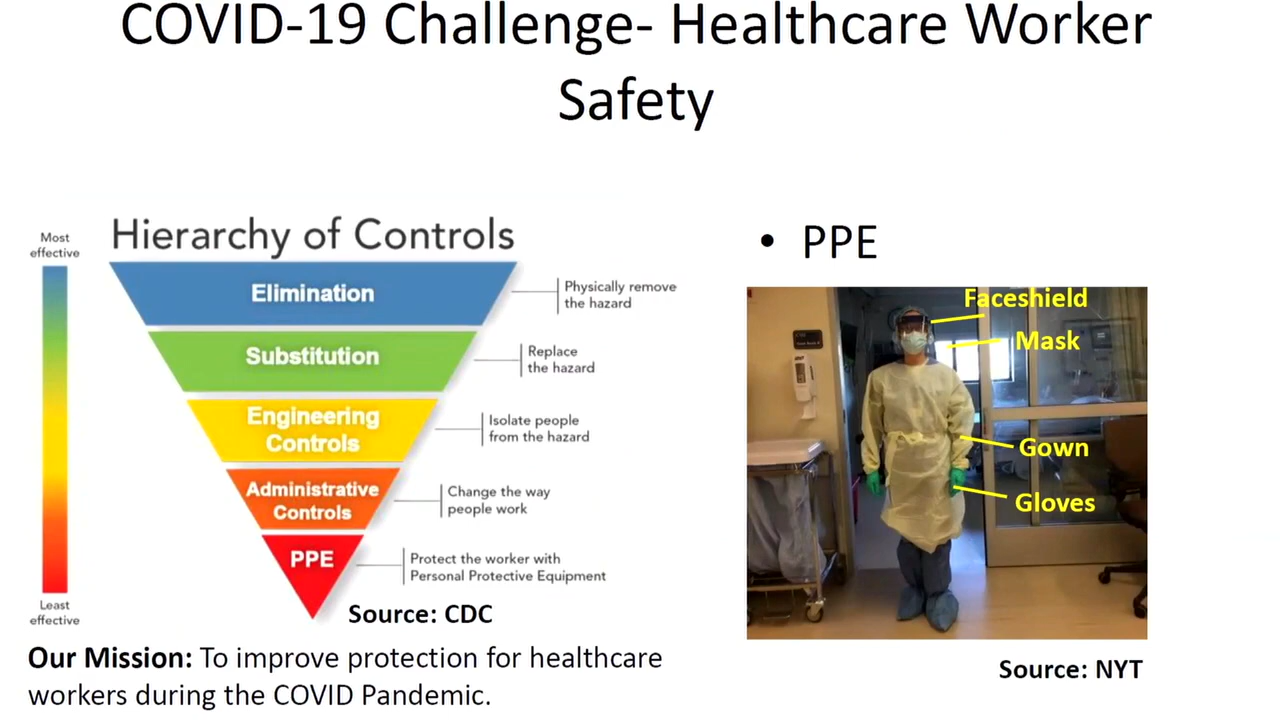 COVID-19 Challenge- Healthcare Worker
Safety
Hierarchy of Controls
Most
effective
Elimination
Physically remove
the hazard
Substitution
Replace
the hazard
Engineering
Controls
Isolate people
from the hazard
Administrative
Controls
Change the way
people work
PPE
Protect the worker with
Personal Protective Equipment
Least
effective
Source: CDC
Our Mission: To improve protection for healthcare
workers during the COVID Pandemic.
• PPE
Faceshield
Mask
Gown
Gloves
Source: NYT